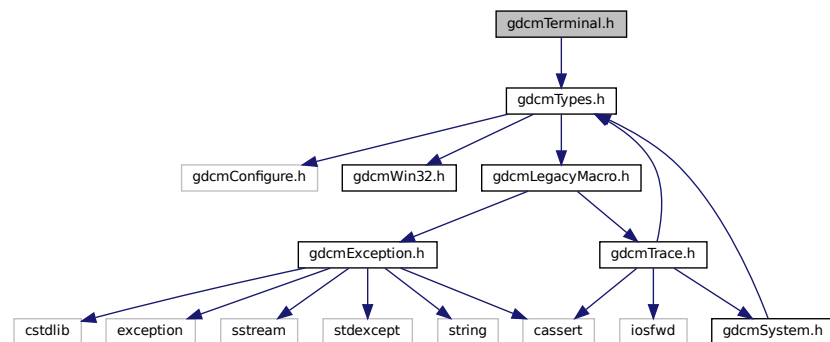 gdcmTerminal.h
gdcmTypes.h
gdcmConfigure.h
gdcmWin32.h
gdcmLegacyMacro.h
gdcmException.h
gdcmTrace.h
cstdlib
exception
sstream
stdexcept
string
cassert
iosfwd
gdcmSystem.h